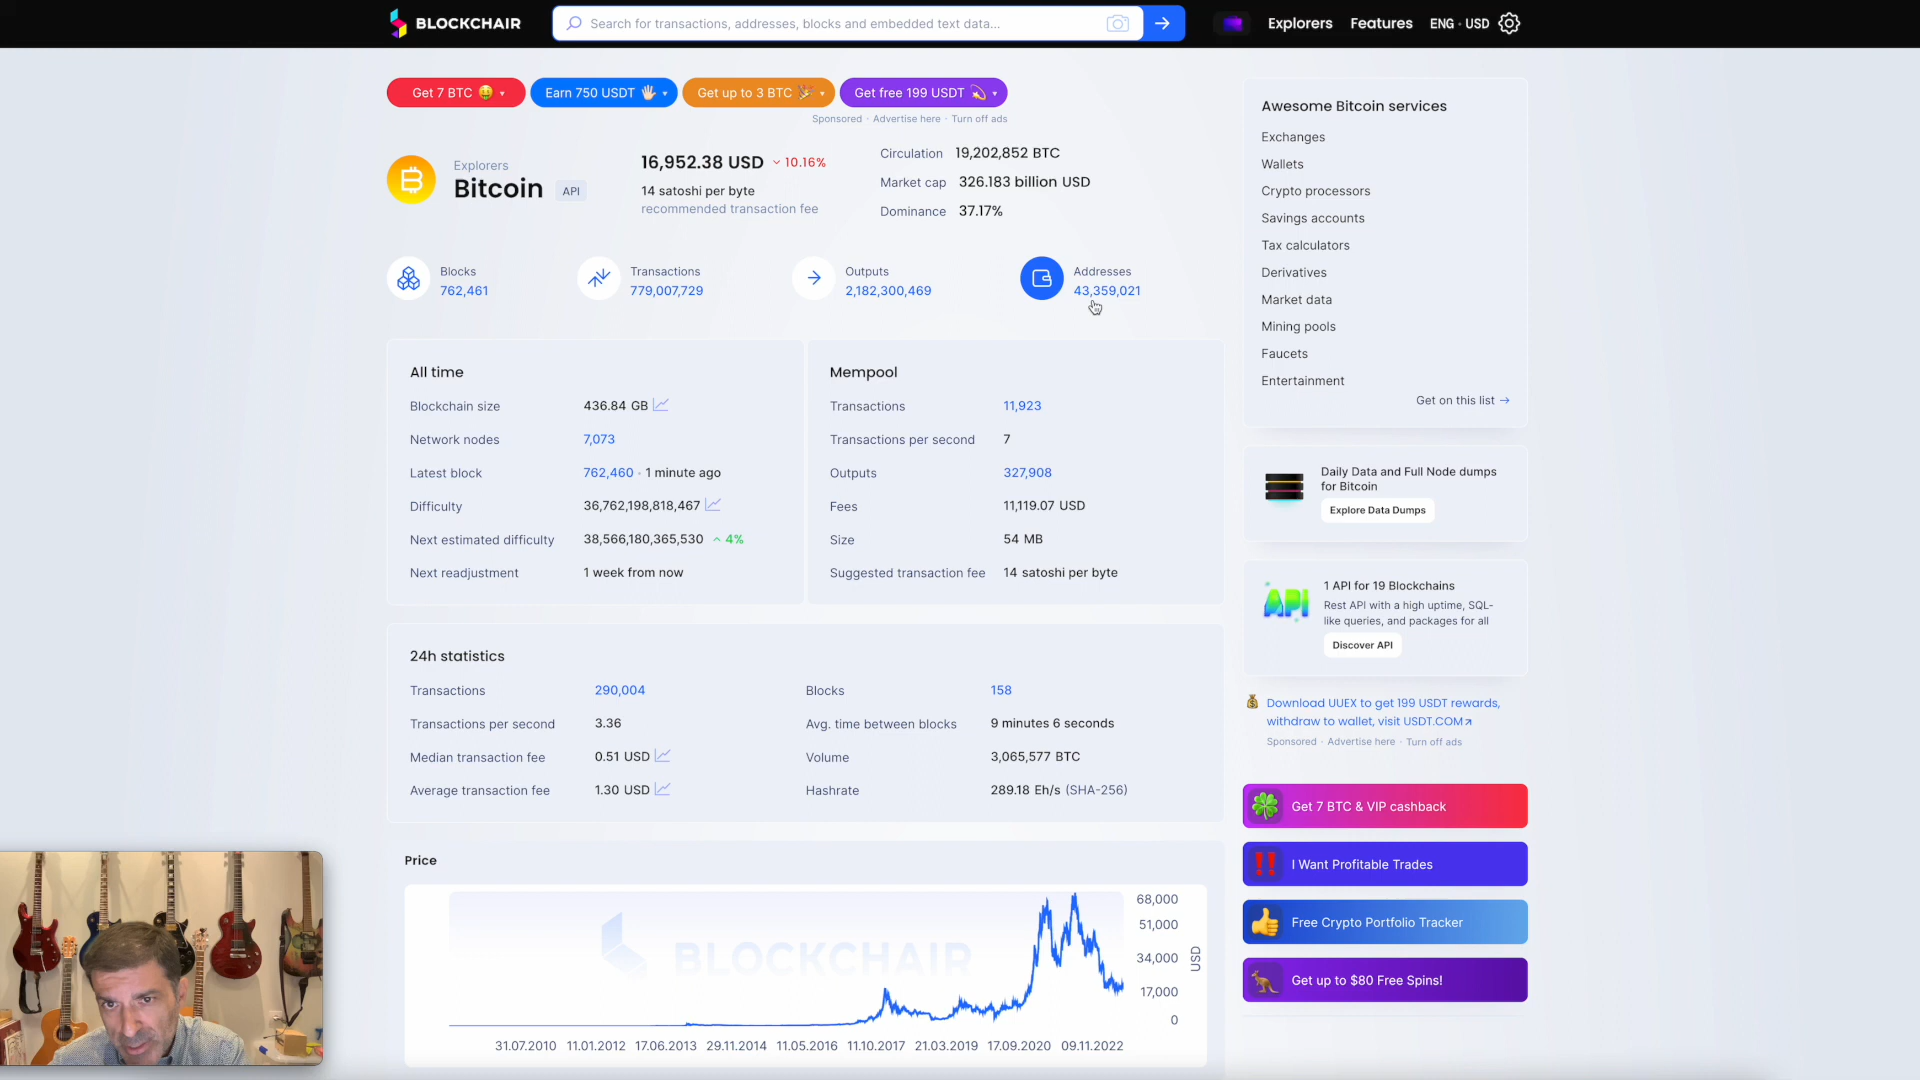 BLOCKCHAIR
Search for transactions, addresses, blocks and embedded text data...
Explorers
Features
ENG · USD
Get 7 BTC
Earn 750 USDT
Get up to 3 BTC
Get free 199 USDT
Sponsored · Advertise here · Turn off ads
Explorers
Bitcoin
API
16,952.38 USD
10.16%
14 satoshi per byte
recommended transaction fee
Circulation 19,202,852 BTC
Market cap 326.183 billion USD
Dominance 37.17%
Blocks
762,461
Transactions
779,007,729
Outputs
2,182,300,469
Addresses
43,359,021
All time
Blockchain size 436.84 GB
Network nodes 7,073
Latest block 762,460 · 1 minute ago
Difficulty 36,762,198,818,467
Next estimated difficulty 38,566,180,365,530 4%
Next readjustment 1 week from now
Mempool
Transactions 11,923
Transactions per second 7
Outputs 327,908
Fees 11,119.07 USD
Size 54 MB
Suggested transaction fee 14 satoshi per byte
24h statistics
Transactions 290,004
Transactions per second 3.36
Median transaction fee 0.51 USD
Average transaction fee 1.30 USD
Blocks 158
Avg. time between blocks 9 minutes 6 seconds
Volume 3,065,577 BTC
Hashrate 289.18 Eh/s (SHA-256)
Price
BLOCKCHAIR
68,000
51,000
34,000
17,000
0
USD
31.07.2010 11.01.2012 17.06.2013 29.11.2014 11.05.2016 11.10.2017 21.03.2019 17.09.2020 09.11.2022
Awesome Bitcoin services
Exchanges
Wallets
Crypto processors
Savings accounts
Tax calculators
Derivatives
Market data
Mining pools
Faucets
Entertainment
Get on this list →
Daily Data and Full Node dumps
for Bitcoin
Explore Data Dumps
API
1 API for 19 Blockchains
Rest API with a high uptime, SQL-
like queries, and packages for all
Discover API
Download UUEX to get 199 USDT rewards,
withdraw to wallet, visit USDT.COM
Sponsored · Advertise here · Turn off ads
Get 7 BTC & VIP cashback
I Want Profitable Trades
Free Crypto Portfolio Tracker
Get up to $80 Free Spins!